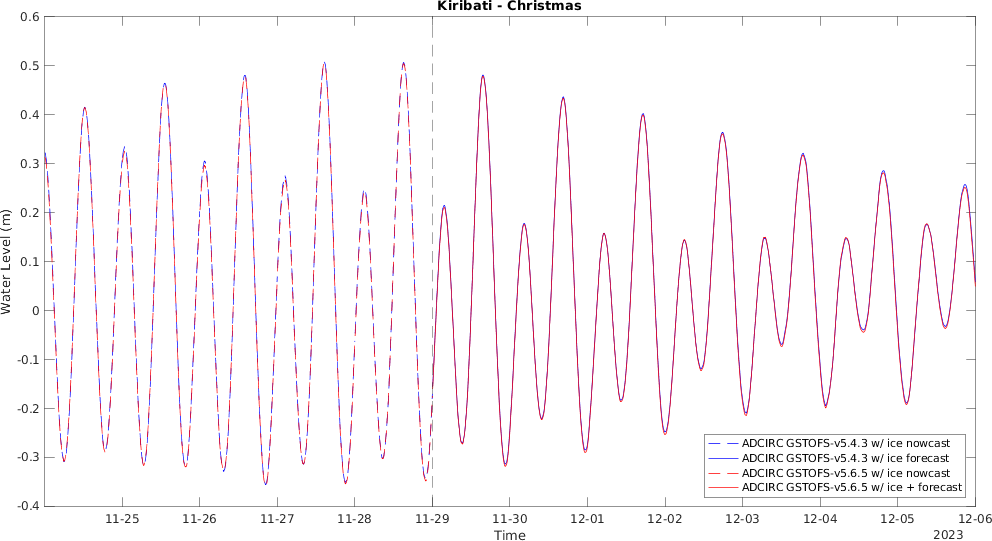 Kiribati - Christmas
0.6
0.5
0.4
0.3
0.2
0.1
0
-0.1
-0.2
-0.3
-0.4
Water Level (m)
ADCIRC GSTOFS-v5.4.3 w/ ice nowcast
ADCIRC GSTOFS-v5.4.3 w/ ice forecast
ADCIRC GSTOFS-v5.6.5 w/ ice nowcast
ADCIRC GSTOFS-v5.6.5 w/ ice + forecast
11-25 11-26 11-27 11-28 11-29 11-30 12-01 12-02 12-03 12-04 12-05 12-06
Time
2023